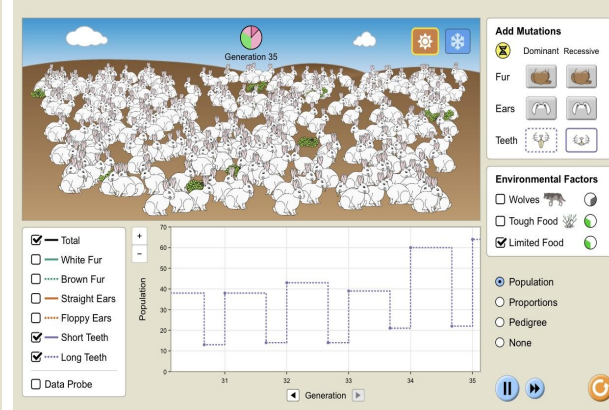 Generation 35
Add Mutations
Dominant Recessive
Fur
Ears
Teeth
Environmental Factors
Wolves
Tough Food
Limited Food
Population
Proportions
Pedigree
None
Total
White Fur
Brown Fur
Straight Ears
Floppy Ears
Short Teeth
Long Teeth
Data Probe
+
−
Population
70
60
50
40
30
20
10
0
31
32
33
34
35
Generation